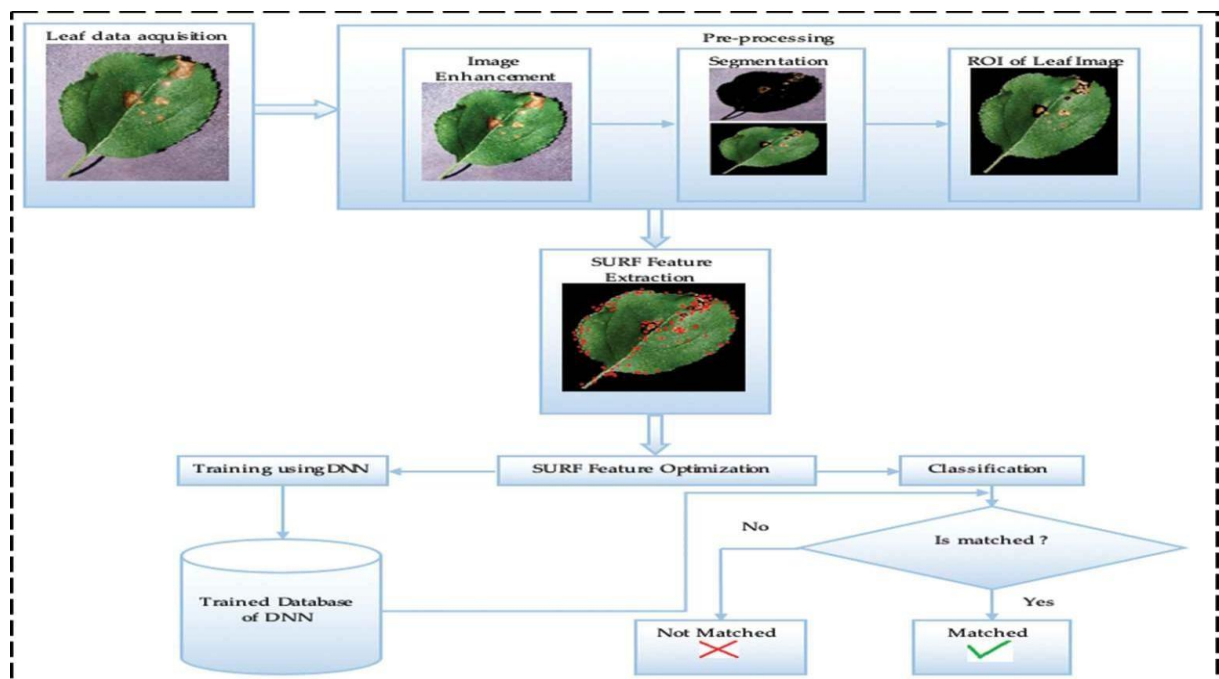 Leaf data acquisition
Pre-processing
Image
Enhancement
Segmentation
ROI of Leaf Image
SURF Feature
Extraction
Training using DNN
SURF Feature Optimization
Classification
No
Is matched ?
Trained Database
of DNN
Yes
Not Matched
Matched